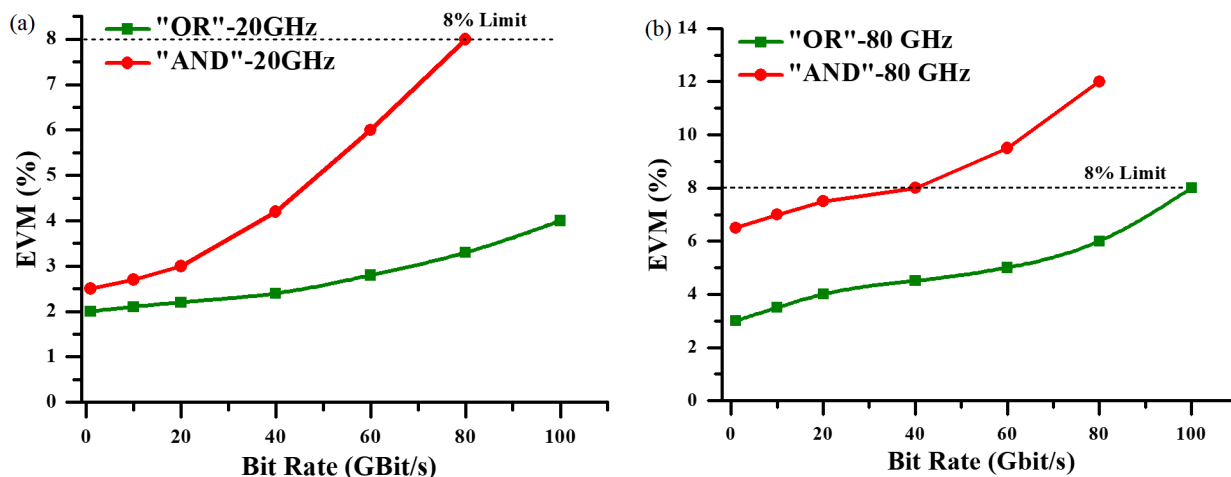 (a)
"OR"-20GHz
"AND"-20GHz
8% Limit
8
7
6
5
4
3
2
1
0
EVM (%)
0 20 40 60 80 100
Bit Rate (GBit/s)
(b)
"OR"-80 GHz
"AND"-80 GHz
8% Limit
14
12
10
8
6
4
2
0
EVM (%)
0 20 40 60 80 100
Bit Rate (Gbit/s)